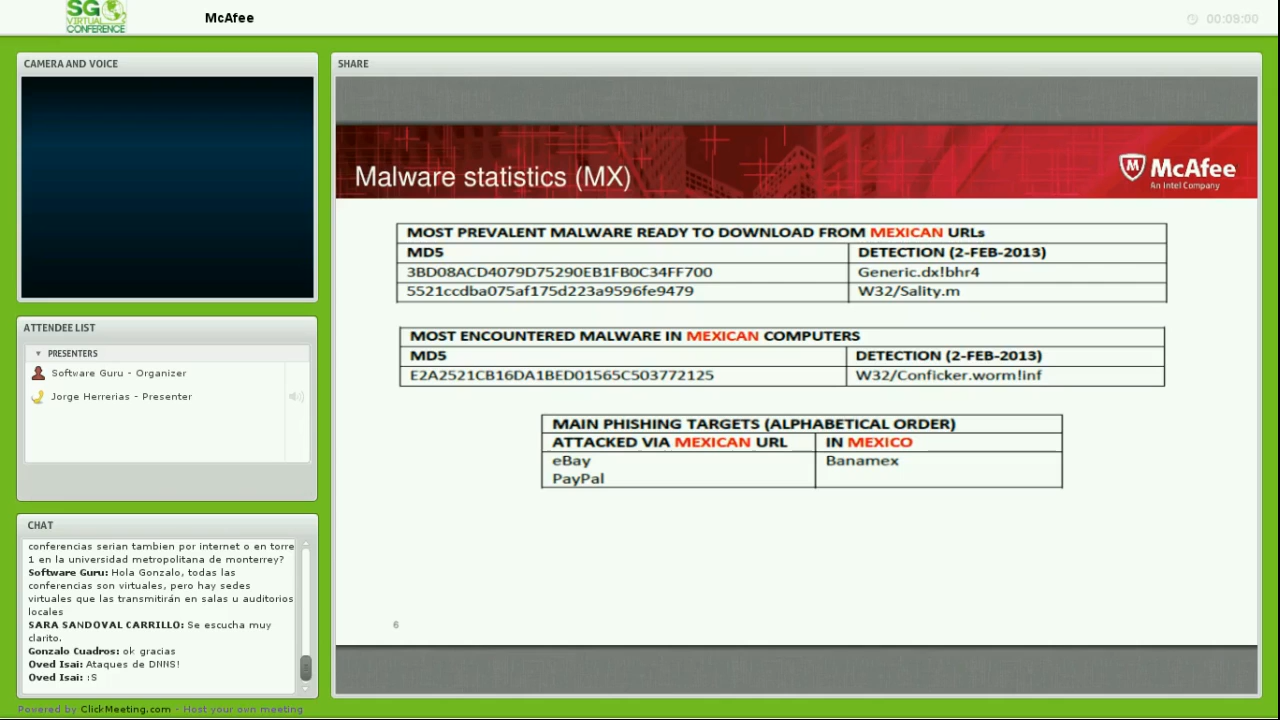 SG
VIRTUAL
CONFERENCE
McAfee
00:09:00
CAMERA AND VOICE
ATTENDEE LIST
PRESENTERS
Software Guru - Organizer
Jorge Herrerias - Presenter
CHAT
conferencias serian tambien por internet o en torre
1 en la universidad metropolitana de monterrey?
Software Guru: Hola Gonzalo, todas las
conferencias son virtuales, pero hay sedes
virtuales que las transmitirán en salas u auditorios
locales
SARA SANDOVAL CARRILLO: Se escucha muy
clarito.
Gonzalo Cuadros: ok gracias
Oved Isai: Ataques de DNNS!
Oved Isai: :S
Powered by ClickMeeting.com - Host your own meeting
SHARE
Malware statistics (MX)
McAfee
An Intel Company
MOST PREVALENT MALWARE READY TO DOWNLOAD FROM MEXICAN URLs
MD5 DETECTION (2-FEB-2013)
3BD08ACD4079D75290EB1FB0C34FF700 Generic.dx!bhr4
5521ccdba075af175d223a9596fe9479 W32/Sality.m
MOST ENCOUNTERED MALWARE IN MEXICAN COMPUTERS
MD5 DETECTION (2-FEB-2013)
E2A2521CB16DA1BED01565C503772125 W32/Conficker.worm!inf
MAIN PHISHING TARGETS (ALPHABETICAL ORDER)
ATTACKED VIA MEXICAN URL IN MEXICO
eBay Banamex
PayPal
6